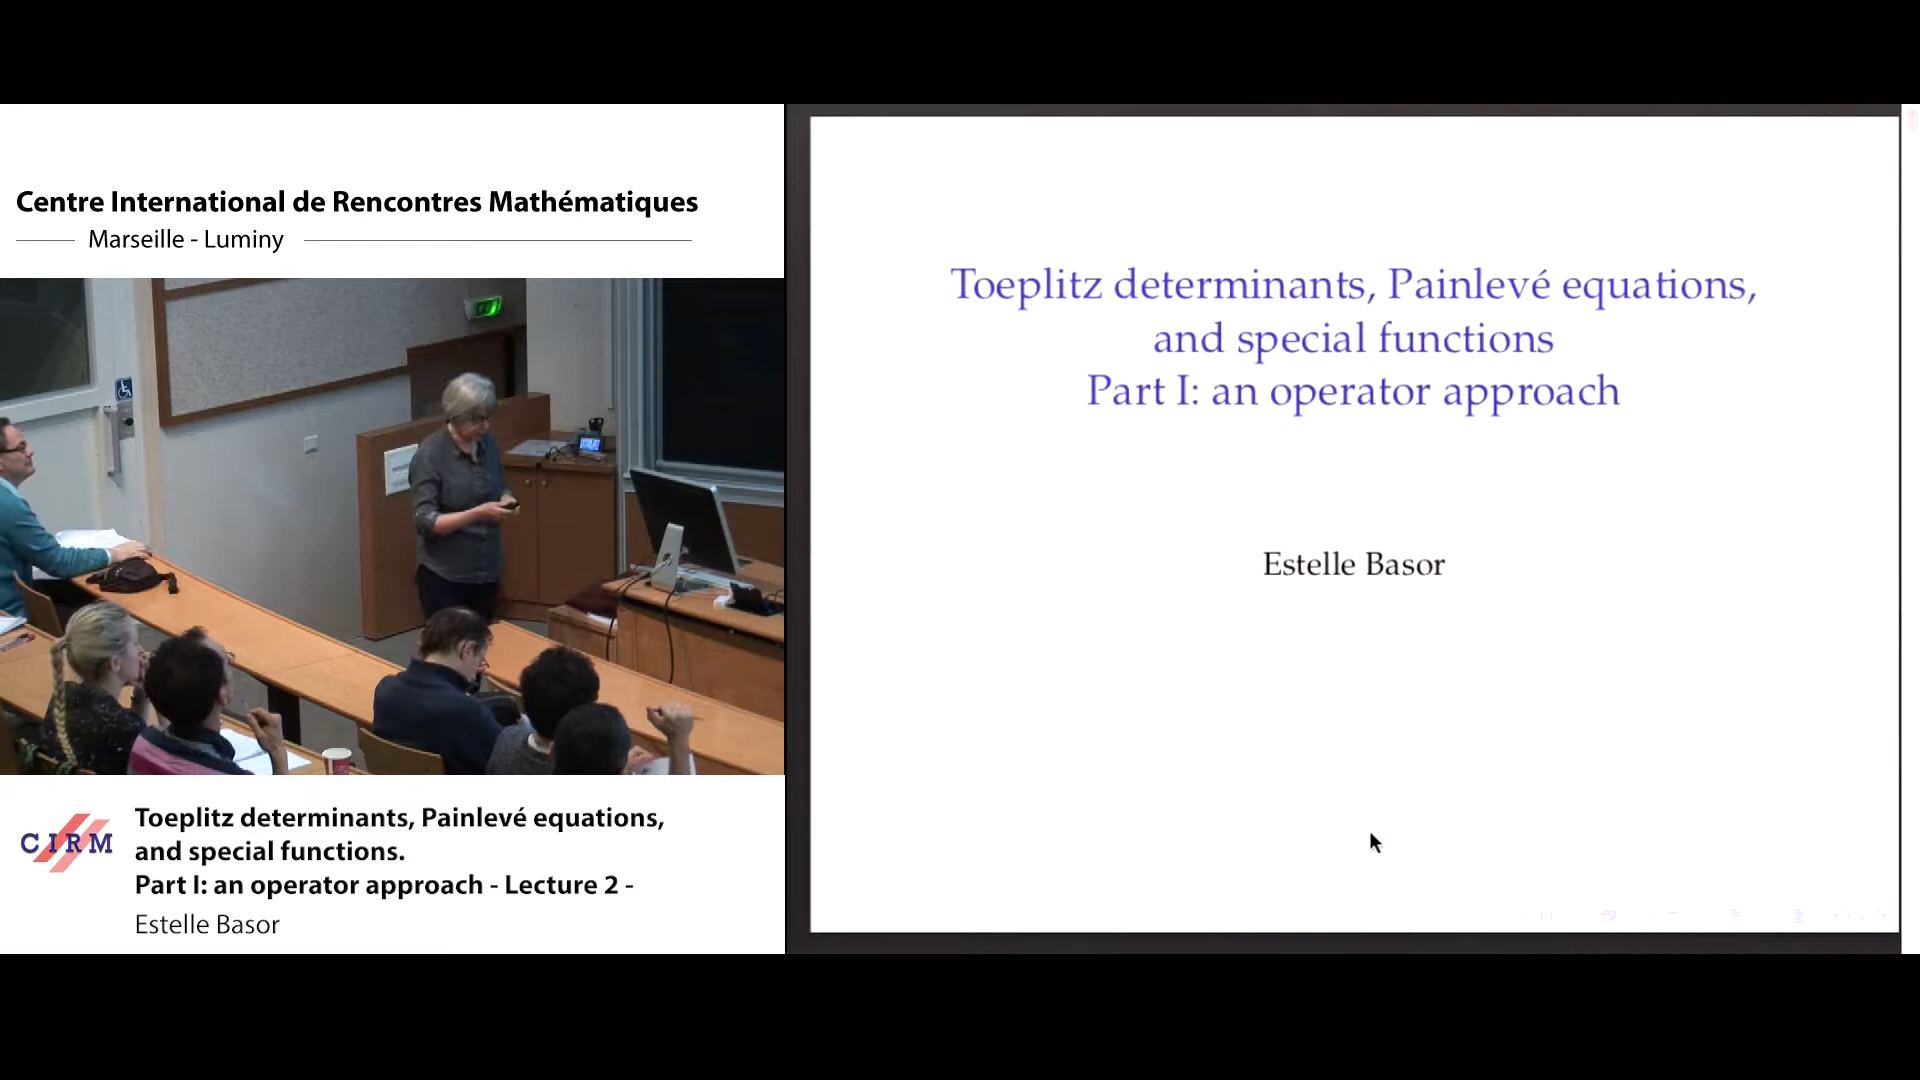 Centre International de Rencontres Mathématiques
Marseille - Luminy
Toeplitz determinants, Painlevé equations,
and special functions
Part I: an operator approach
Estelle Basor
CIRM
Toeplitz determinants, Painlevé equations,
and special functions.
Part I: an operator approach - Lecture 2 -
Estelle Basor